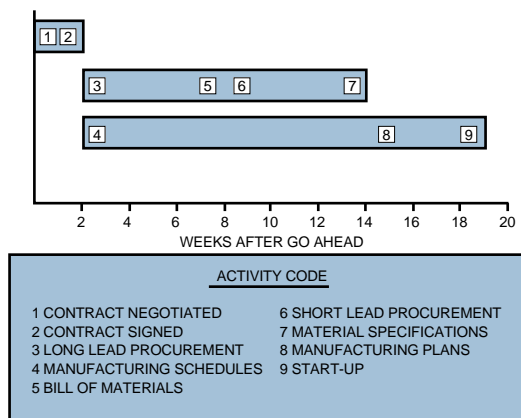 1 2
3 5 6 7
4 8 9
2 4 6 8 10 12 14 16 18 20
WEEKS AFTER GO AHEAD
ACTIVITY CODE
1 CONTRACT NEGOTIATED
2 CONTRACT SIGNED
3 LONG LEAD PROCUREMENT
4 MANUFACTURING SCHEDULES
5 BILL OF MATERIALS
6 SHORT LEAD PROCUREMENT
7 MATERIAL SPECIFICATIONS
8 MANUFACTURING PLANS
9 START-UP